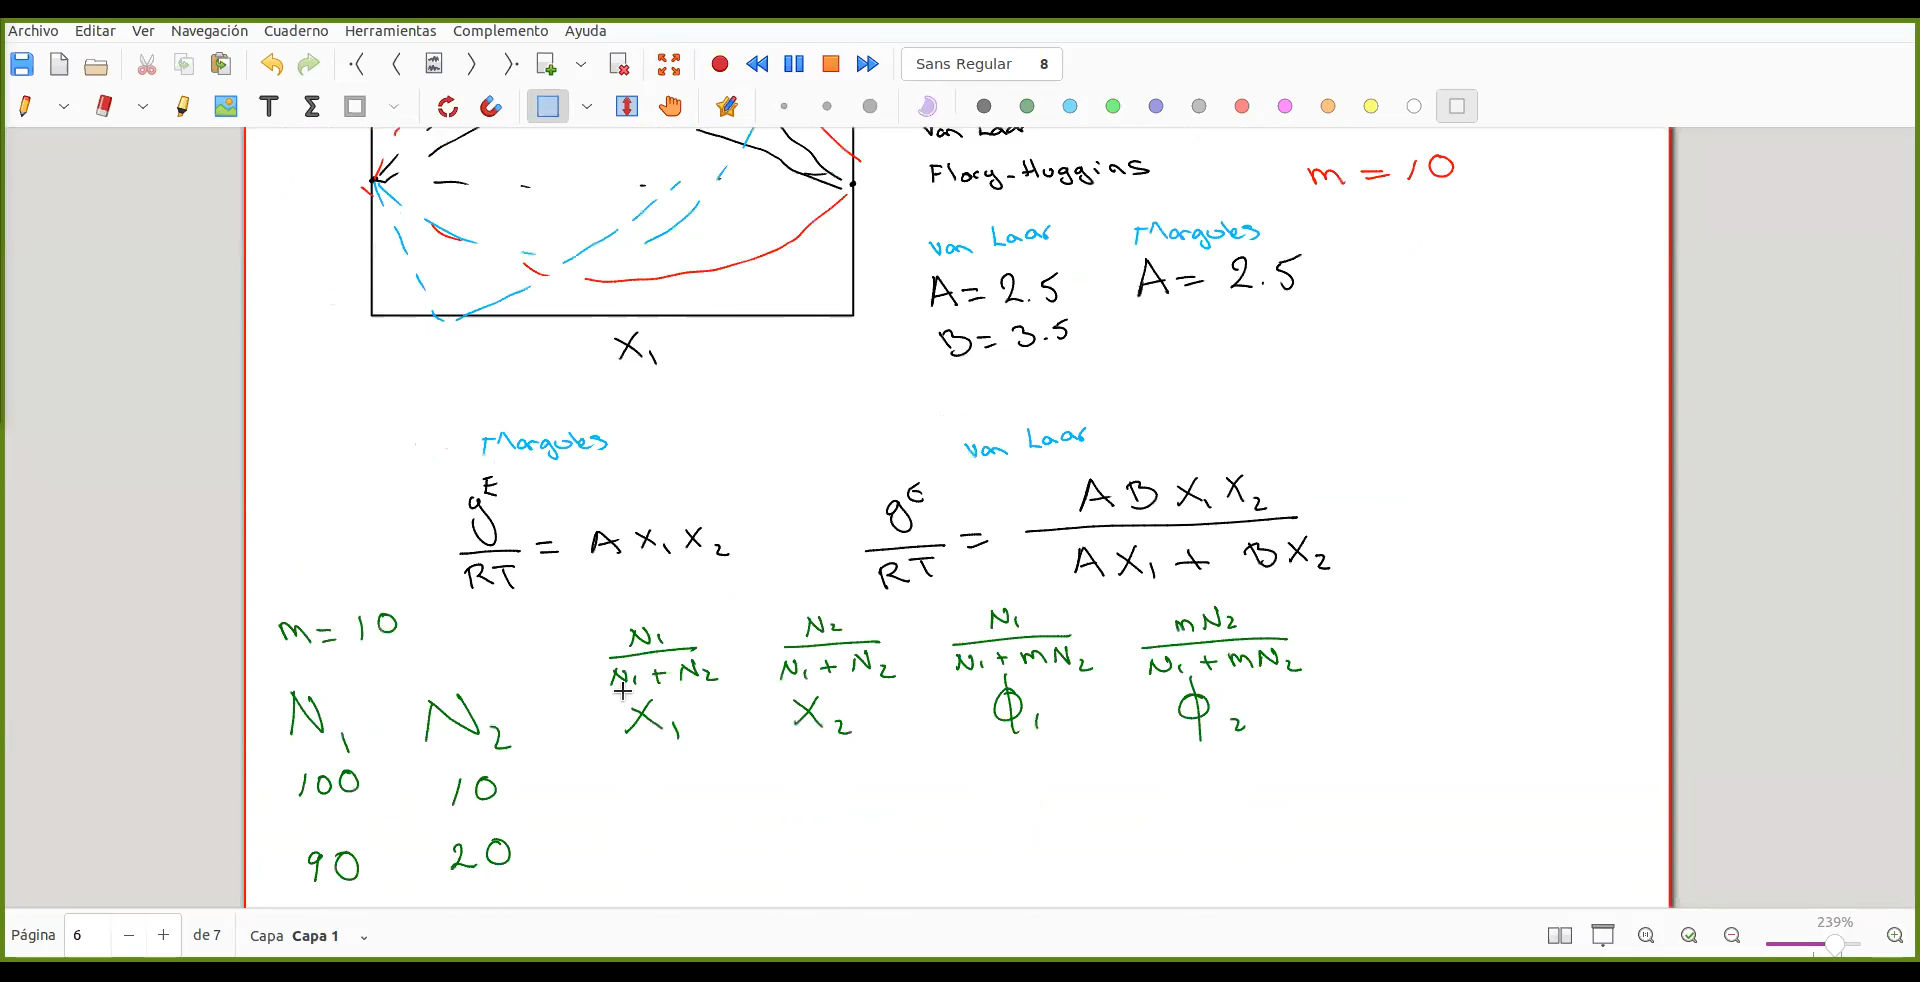 Archivo Editar Ver Navegación Cuaderno Herramientas Complemento Ayuda
Sans Regular 8
van Laar
Flory-Huggins
m = 10
van Laar Margules
A = 2.5 A = 2.5
B = 3.5
X₁
Margules van Laar
g^E/RT = A X₁ X₂
g^E/RT = A B X₁ X₂ / (A X₁ + B X₂)
m = 10
N₁/(N₁ + N₂) N₂/(N₁ + N₂) N₁/(N₁ + mN₂) mN₂/(N₁ + mN₂)
N₁ N₂ X₁ X₂ ϕ₁ ϕ₂
100 10
90 20
239%
Página 6 de 7 Capa Capa 1